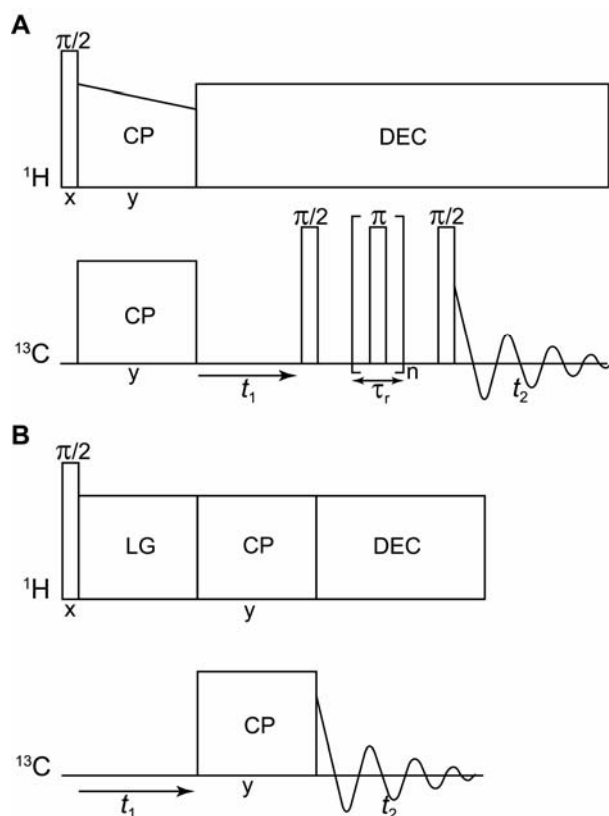 A
π/2
CP
DEC
¹H
x y
π/2 π π/2
CP
¹³C
y t₁ τᵣ n t₂
B
π/2
LG CP DEC
¹H
x y
CP
¹³C
t₁ y t₂